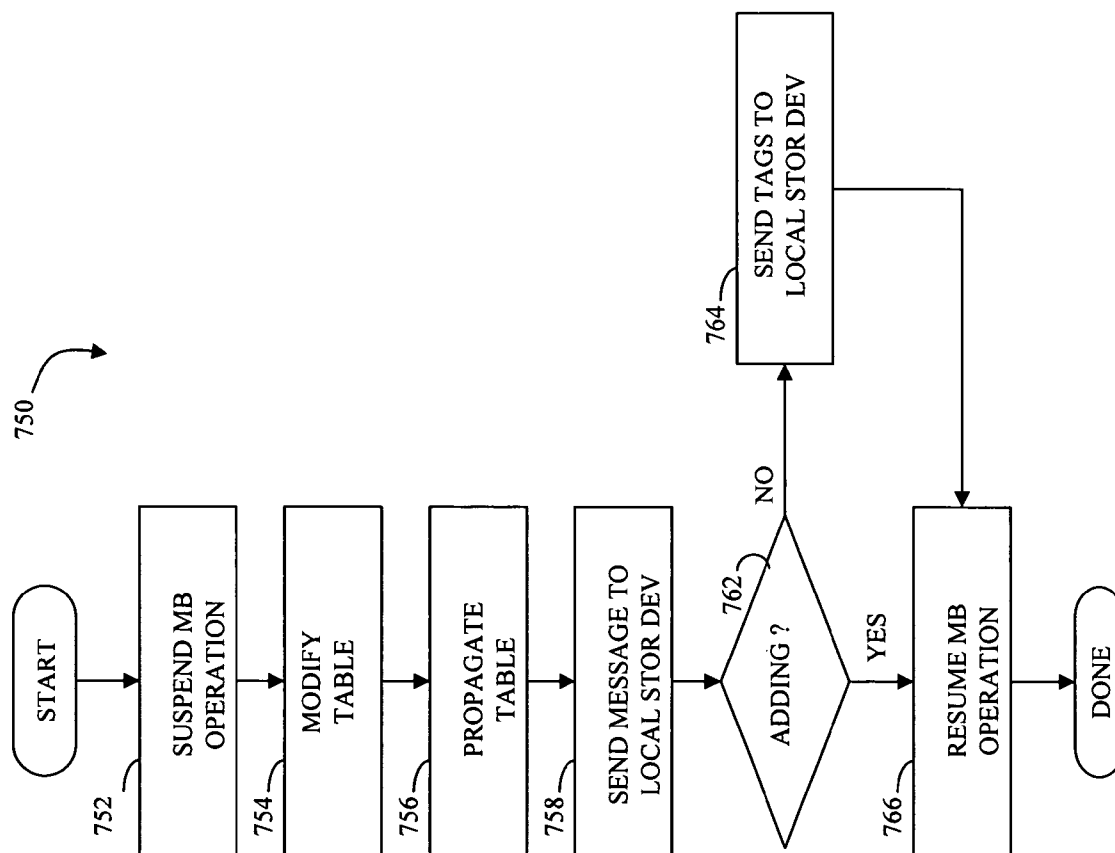 750
START
752
SUSPEND MB
OPERATION
754
MODIFY
TABLE
756
PROPAGATE
TABLE
758
SEND MESSAGE TO
LOCAL STOR DEV
762
ADDING ?
NO
YES
764
SEND TAGS TO
LOCAL STOR DEV
766
RESUME MB
OPERATION
DONE